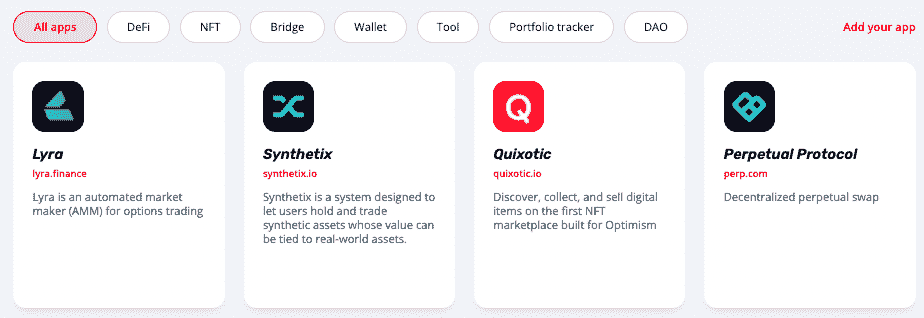 All apps
DeFi
NFT
Bridge
Wallet
Tool
Portfolio tracker
DAO
Add your app
Lyra
lyra.finance
Lyra is an automated market
maker (AMM) for options trading
Synthetix
synthetix.io
Synthetix is a system designed to
let users hold and trade
synthetic assets whose value can
be tied to real-world assets.
Q
Quixotic
quixotic.io
Discover, collect, and sell digital
items on the first NFT
marketplace built for Optimism
Perpetual Protocol
perp.com
Decentralized perpetual swap